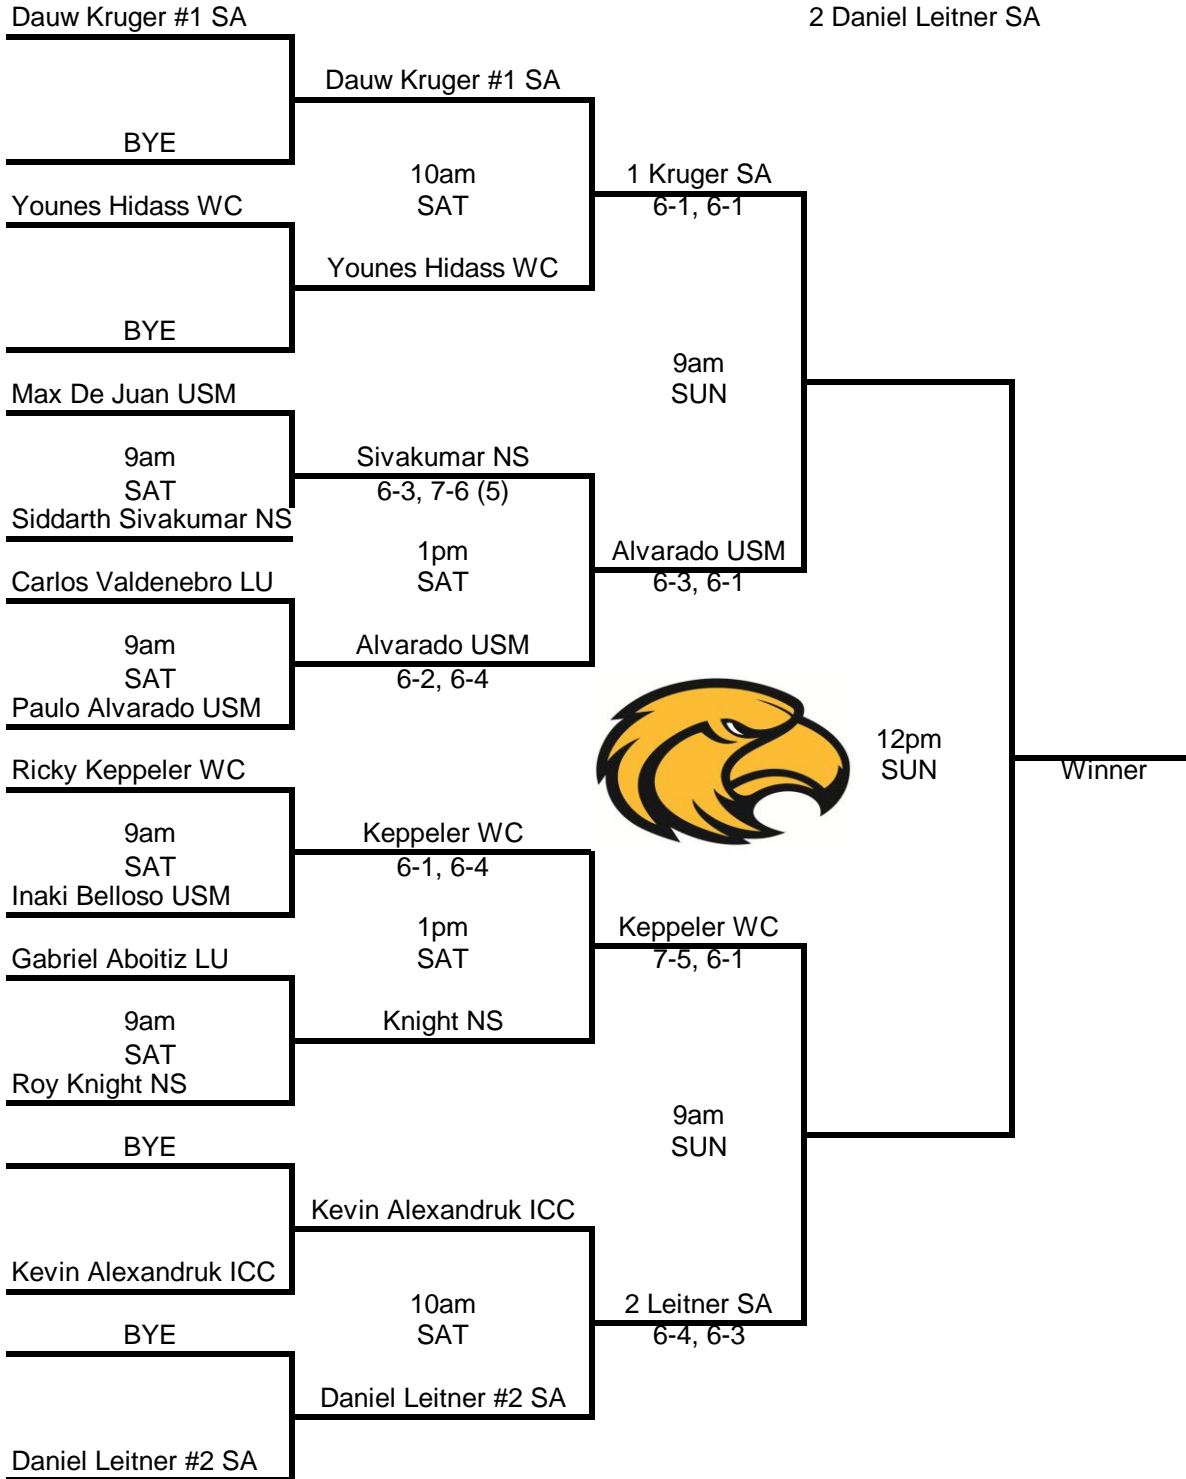 Dauw Kruger #1 SA
2 Daniel Leitner SA
Dauw Kruger #1 SA
BYE
10am
SAT
1 Kruger SA
6-1, 6-1
Younes Hidass WC
Younes Hidass WC
BYE
9am
SUN
Max De Juan USM
9am
SAT
Sivakumar NS
6-3, 7-6 (5)
Siddarth Sivakumar NS
1pm
SAT
Alvarado USM
6-3, 6-1
Carlos Valdenebro LU
9am
SAT
Alvarado USM
6-2, 6-4
Paulo Alvarado USM
12pm
SUN
Winner
Ricky Keppeler WC
9am
SAT
Keppeler WC
6-1, 6-4
Inaki Belloso USM
1pm
SAT
Keppeler WC
7-5, 6-1
Gabriel Aboitiz LU
9am
SAT
Knight NS
Roy Knight NS
9am
SUN
BYE
Kevin Alexandruk ICC
Kevin Alexandruk ICC
10am
SAT
2 Leitner SA
6-4, 6-3
BYE
Daniel Leitner #2 SA
Daniel Leitner #2 SA